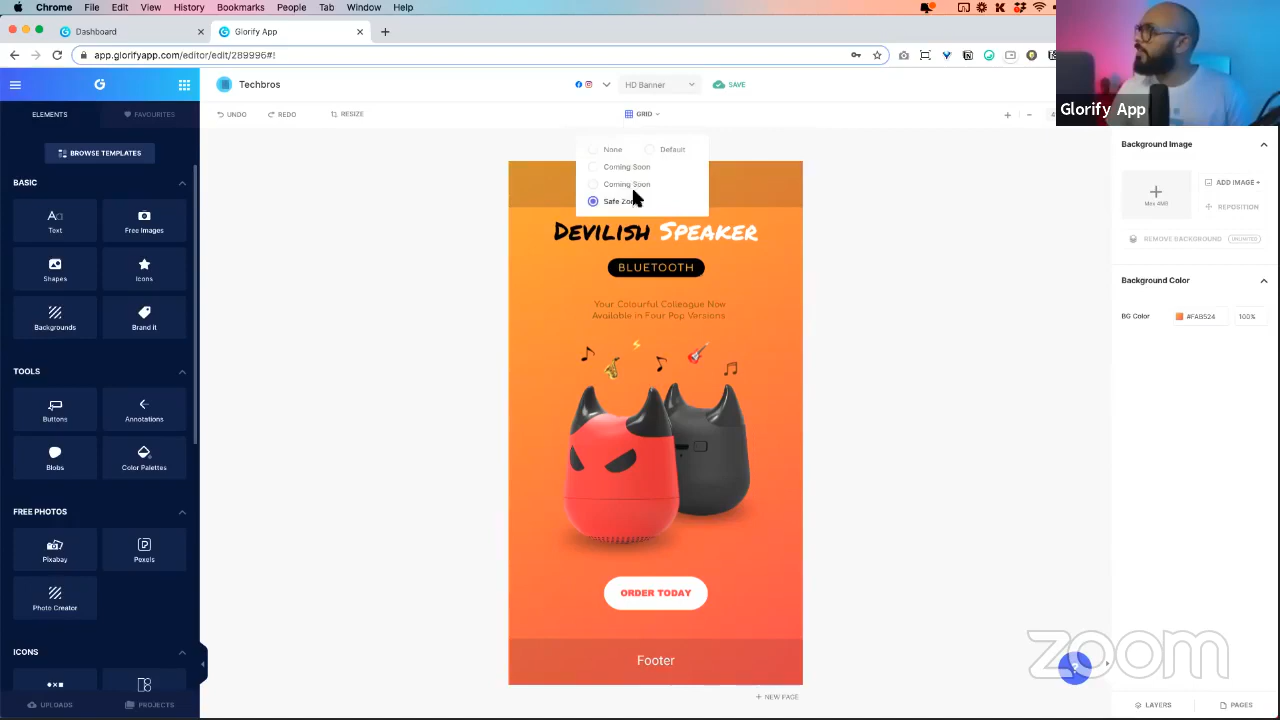 Chrome File Edit View History Bookmarks People Tab Window Help
Dashboard
Glorify App
app.glorifyapp.com/editor/edit/289996#!
Glorify App
Techbros
HD Banner
SAVE
ELEMENTS
FAVOURITES
UNDO
REDO
RESIZE
GRID
BROWSE TEMPLATES
BASIC
Text
Free Images
Shapes
Icons
Backgrounds
Brand it
TOOLS
Buttons
Annotations
Blobs
Color Palettes
FREE PHOTOS
Pixabay
Pexels
Photo Creator
ICONS
UPLOADS
PROJECTS
None
Default
Coming Soon
Coming Soon
DEVILISH SPEAKER
BLUETOOTH
Your Colourful Colleague Now
Available in Four Pop Versions
ORDER TODAY
Footer
NEW PAGE
Background Image
Max 4MB
ADD IMAGE
REPOSITION
REMOVE BACKGROUND
UNLIMITED
Background Color
BG Color
#FAB524
100%
zoom
?
LAYERS
PAGES